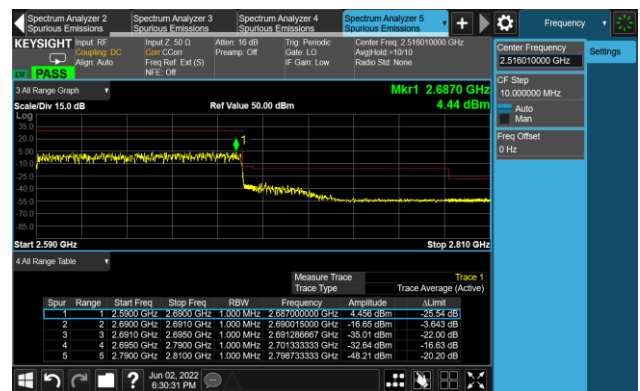 Spectrum Analyzer 2 Spectrum Analyzer 3 Spectrum Analyzer 4 Spectrum Analyzer 5 Frequency
Spurious Emissions Spurious Emissions Spurious Emissions Spurious Emissions
KEYSIGHT Input: RF Input Z: 50 Ω Atten: 16 dB Trig: Periodic Center Freq: 2.516010000 GHz
Coupling: DC Corr CCorr Preamp: Off Gate: LO Avg|Hold:>10/10
Align: Auto Freq Ref: Ext (S) IF Gain: Low Radio Std: None
NFE: Off
PASS
Center Frequency Settings
2.516010000 GHz
CF Step
10.000000 MHz
Auto
Man
Freq Offset
0 Hz
3 All Range Graph Mkr1 2.6870 GHz
Scale/Div 15.0 dB Ref Value 50.00 dBm 4.44 dBm
Log
35.0
20.0
5.00
-10.0
-25.0
-40.0
-55.0
-70.0
-85.0
1
Start 2.590 GHz Stop 2.810 GHz
4 All Range Table
Measure Trace Trace 1
Trace Type Trace Average (Active)
Spur Range Start Freq Stop Freq RBW Frequency Amplitude ΔLimit
1 1 2.5900 GHz 2.6900 GHz 1.000 MHz 2.687000000 GHz 4.456 dBm -25.54 dB
2 2 2.6900 GHz 2.6910 GHz 1.000 MHz 2.690015000 GHz -16.65 dBm -3.643 dB
3 3 2.6910 GHz 2.6950 GHz 1.000 MHz 2.691286667 GHz -35.01 dBm -22.00 dB
4 4 2.6950 GHz 2.7900 GHz 1.000 MHz 2.701333333 GHz -32.64 dBm -16.63 dB
5 5 2.7900 GHz 2.8100 GHz 1.000 MHz 2.798733333 GHz -48.21 dBm -20.20 dB
? Jun 02, 2022
6:30:31 PM